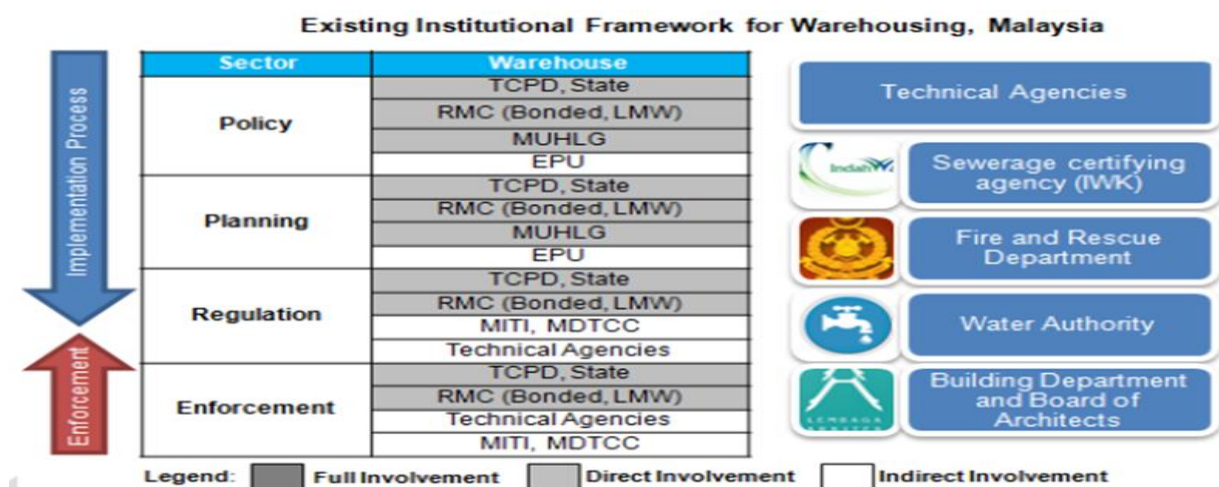 Existing Institutional Framework for Warehousing, Malaysia
Implementation Process
Enforcement
Sector
Warehouse
Policy
TCPD, State
RMC (Bonded, LMW)
MUHLG
EPU
Planning
TCPD, State
RMC (Bonded, LMW)
MUHLG
EPU
Regulation
TCPD, State
RMC (Bonded, LMW)
MITI, MDTCC
Technical Agencies
Enforcement
TCPD, State
RMC (Bonded, LMW)
Technical Agencies
MITI, MDTCC
Technical Agencies
Indah
Sewerage certifying
agency (IWK)
Fire and Rescue
Department
Water Authority
LEMBAGA
Building Department
and Board of
Architects
Legend:
Full Involvement
Direct Involvement
Indirect Involvement